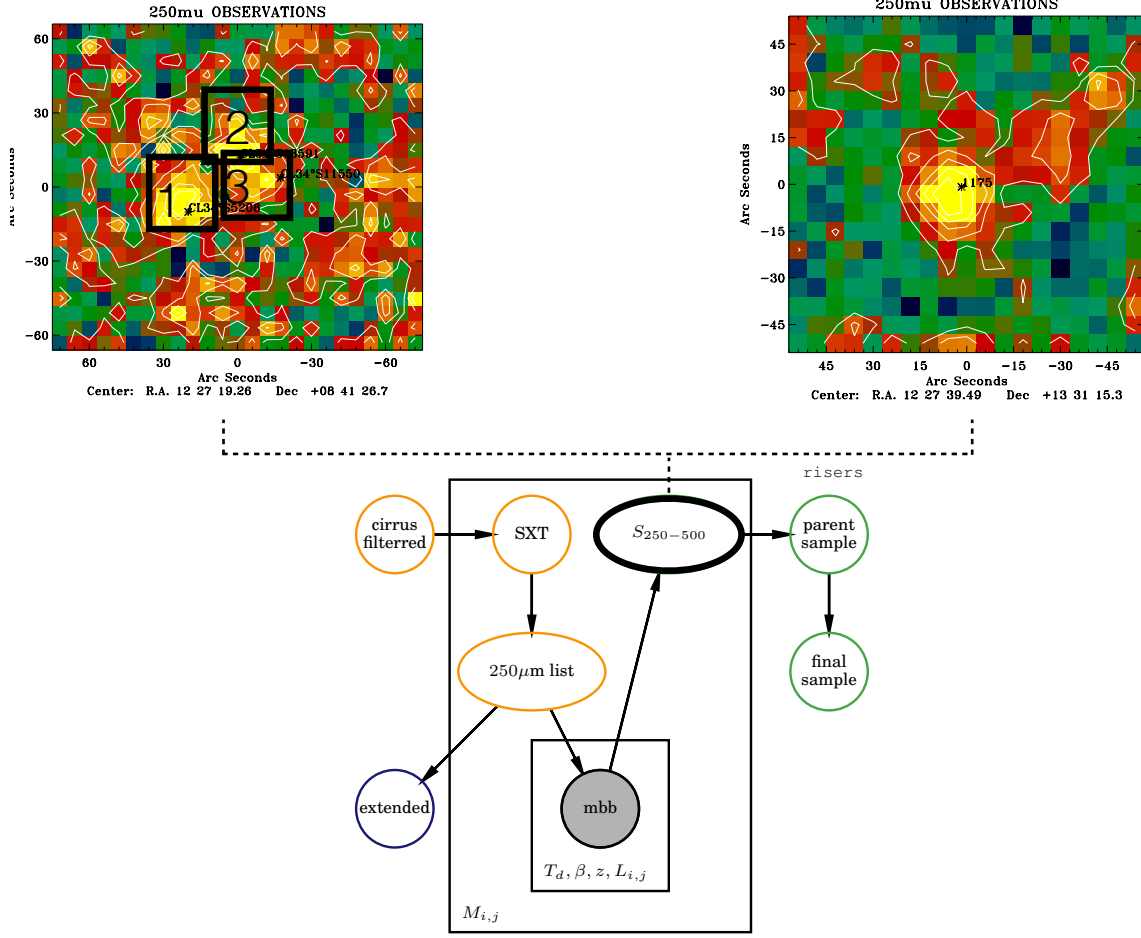 250mu OBSERVATIONS
60
30
0
−30
−60
Arc Seconds
2
1
3
CL34*S11550
60
30
0
−30
−60
Arc Seconds
Center: R.A. 12 27 19.26 Dec +08 41 26.7
250mu OBSERVATIONS
45
30
15
0
−15
−30
−45
Arc Seconds
1175
45
30
15
0
−15
−30
−45
Arc Seconds
Center: R.A. 12 27 39.49 Dec +13 31 15.3
risers
cirrus
filterred
SXT
S250−500
parent
sample
250μm list
final
sample
extended
mbb
Td, β, z, Li,j
Mi,j